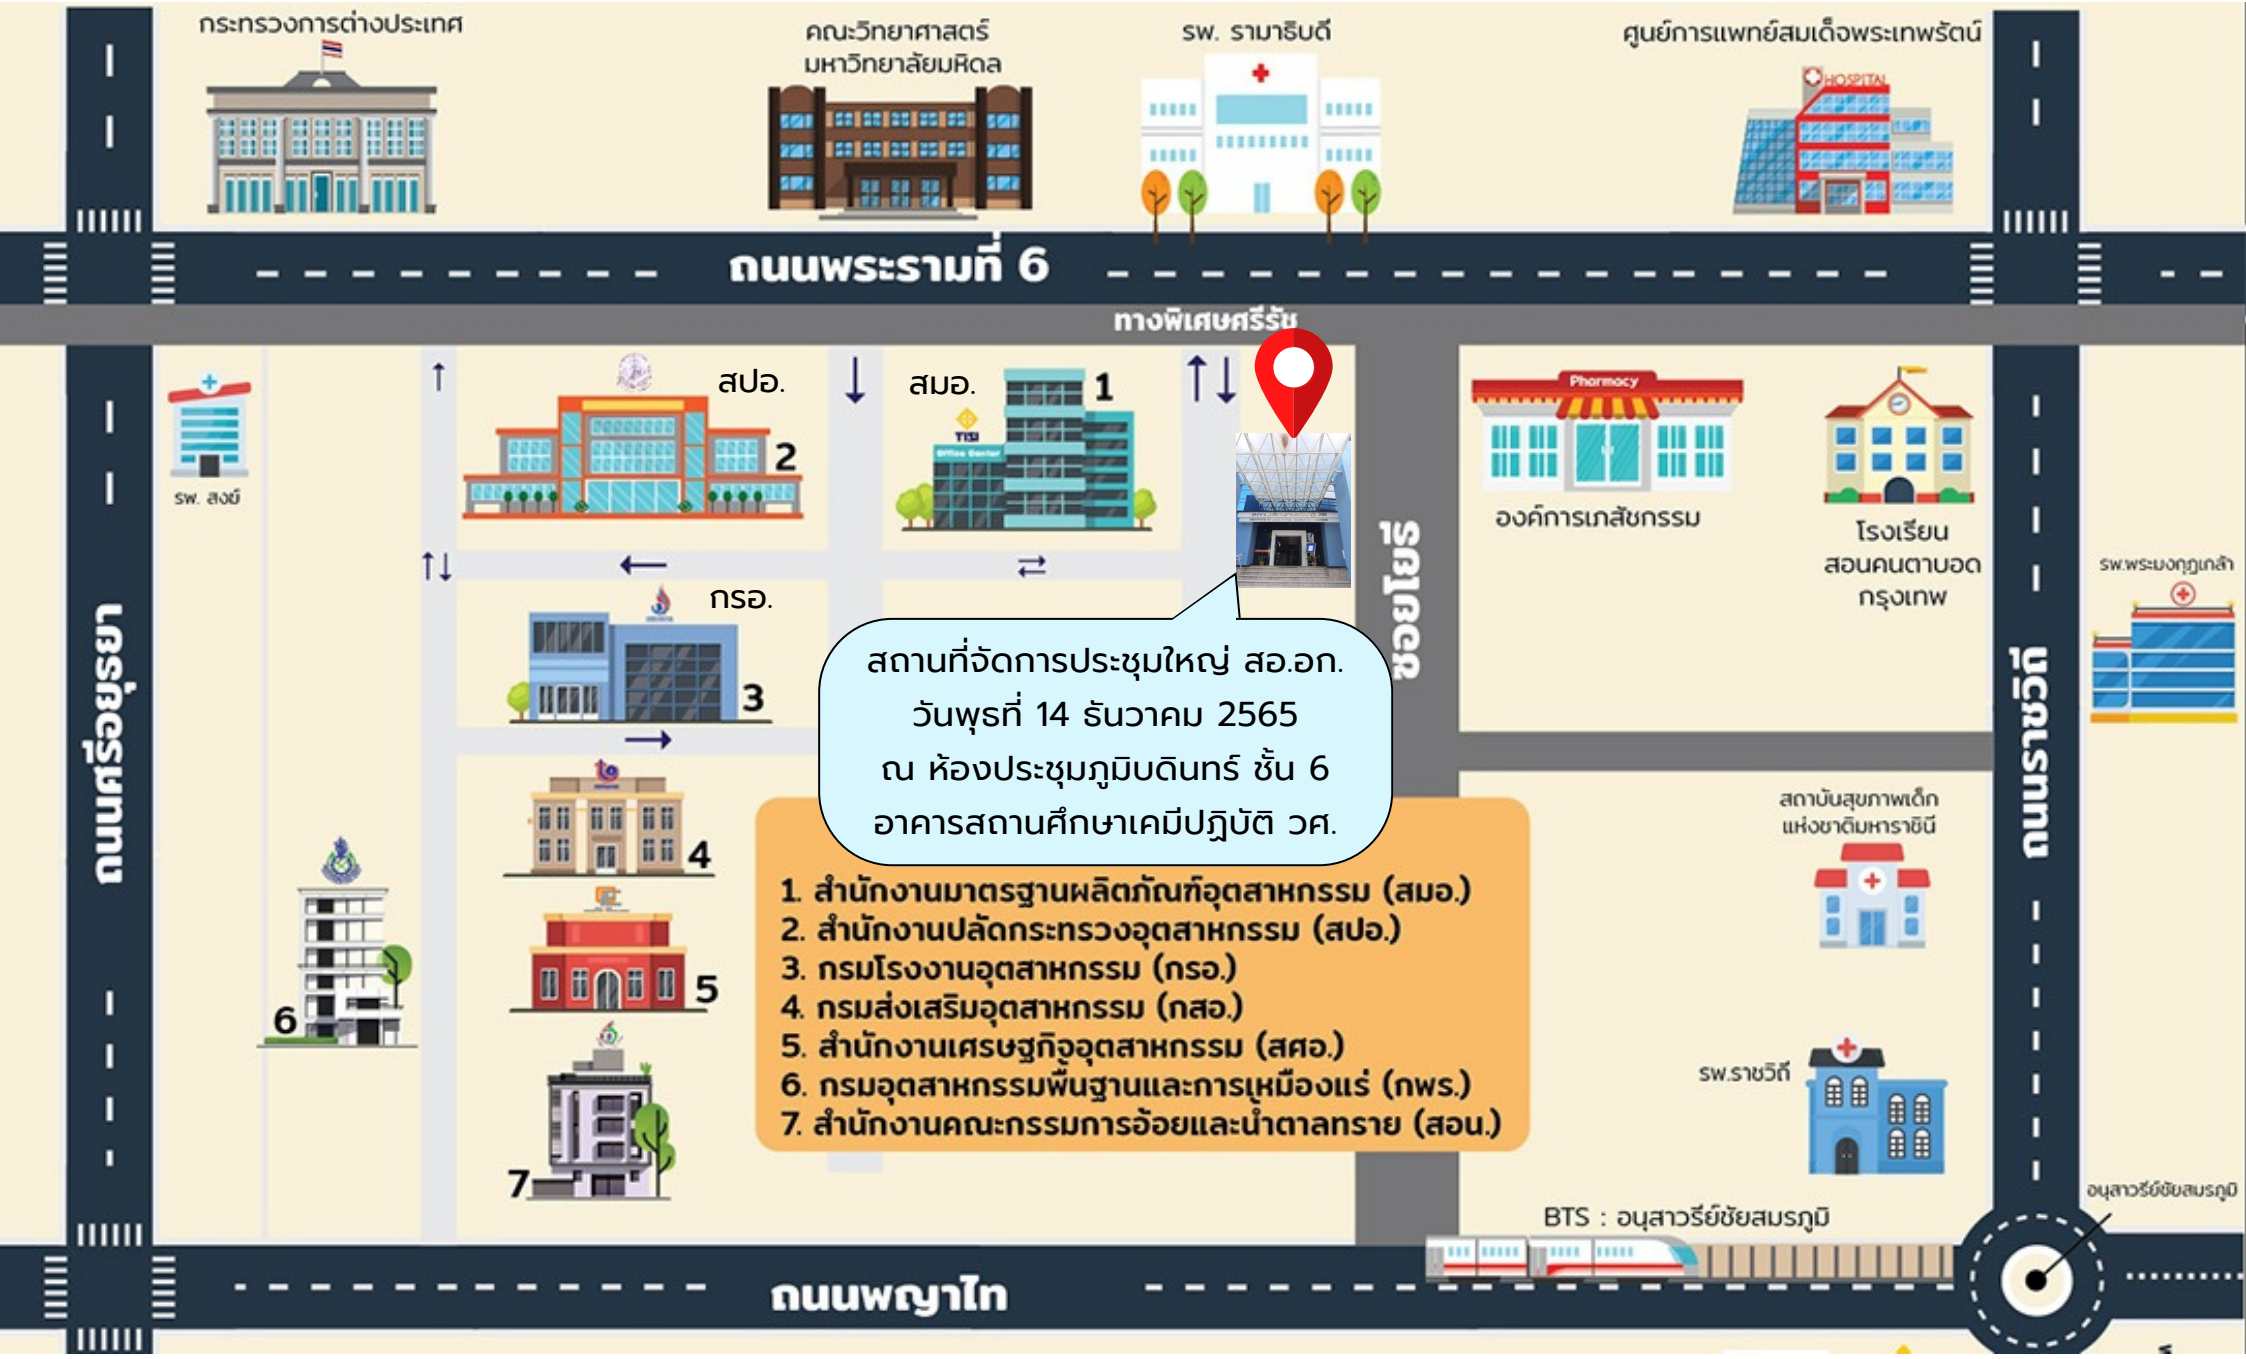 กระทรวงการต่างประเทศ
คณะวิทยาศาสตร์
มหาวิทยาลัยมหิดล
รพ. รามาธิบดี
ศูนย์การแพทย์สมเด็จพระเทพรัตน์
HOSPITAL
ถนนพระรามที่ 6
ทางพิเศษศรีรัช
รพ. สงฆ์
สปอ.
2
สมอ.
1
TISI
Office Center
Pharmacy
องค์การเภสัชกรรม
โรงเรียน
สอนคนตาบอด
กรุงเทพ
รพ.พระมงกุฎเกล้า
ซอยโยธี
กรอ.
3
ถนนศรีอยุธยา
ถนนราชวิถี
สถานที่จัดการประชุมใหญ่ สอ.อก.
วันพุธที่ 14 ธันวาคม 2565
ณ ห้องประชุมภูมิบดินทร์ ชั้น 6
อาคารสถานศึกษาเคมีปฏิบัติ วศ.
4
5
6
7
1. สำนักงานมาตรฐานผลิตภัณฑ์อุตสาหกรรม (สมอ.)
2. สำนักงานปลัดกระทรวงอุตสาหกรรม (สปอ.)
3. กรมโรงงานอุตสาหกรรม (กรอ.)
4. กรมส่งเสริมอุตสาหกรรม (กสอ.)
5. สำนักงานเศรษฐกิจอุตสาหกรรม (สศอ.)
6. กรมอุตสาหกรรมพื้นฐานและการเหมืองแร่ (กพร.)
7. สำนักงานคณะกรรมการอ้อยและน้ำตาลทราย (สอน.)
สถาบันสุขภาพเด็ก
แห่งชาติมหาราชินี
รพ.ราชวิถี
อนุสาวรีย์ชัยสมรภูมิ
BTS : อนุสาวรีย์ชัยสมรภูมิ
ถนนพญาไท